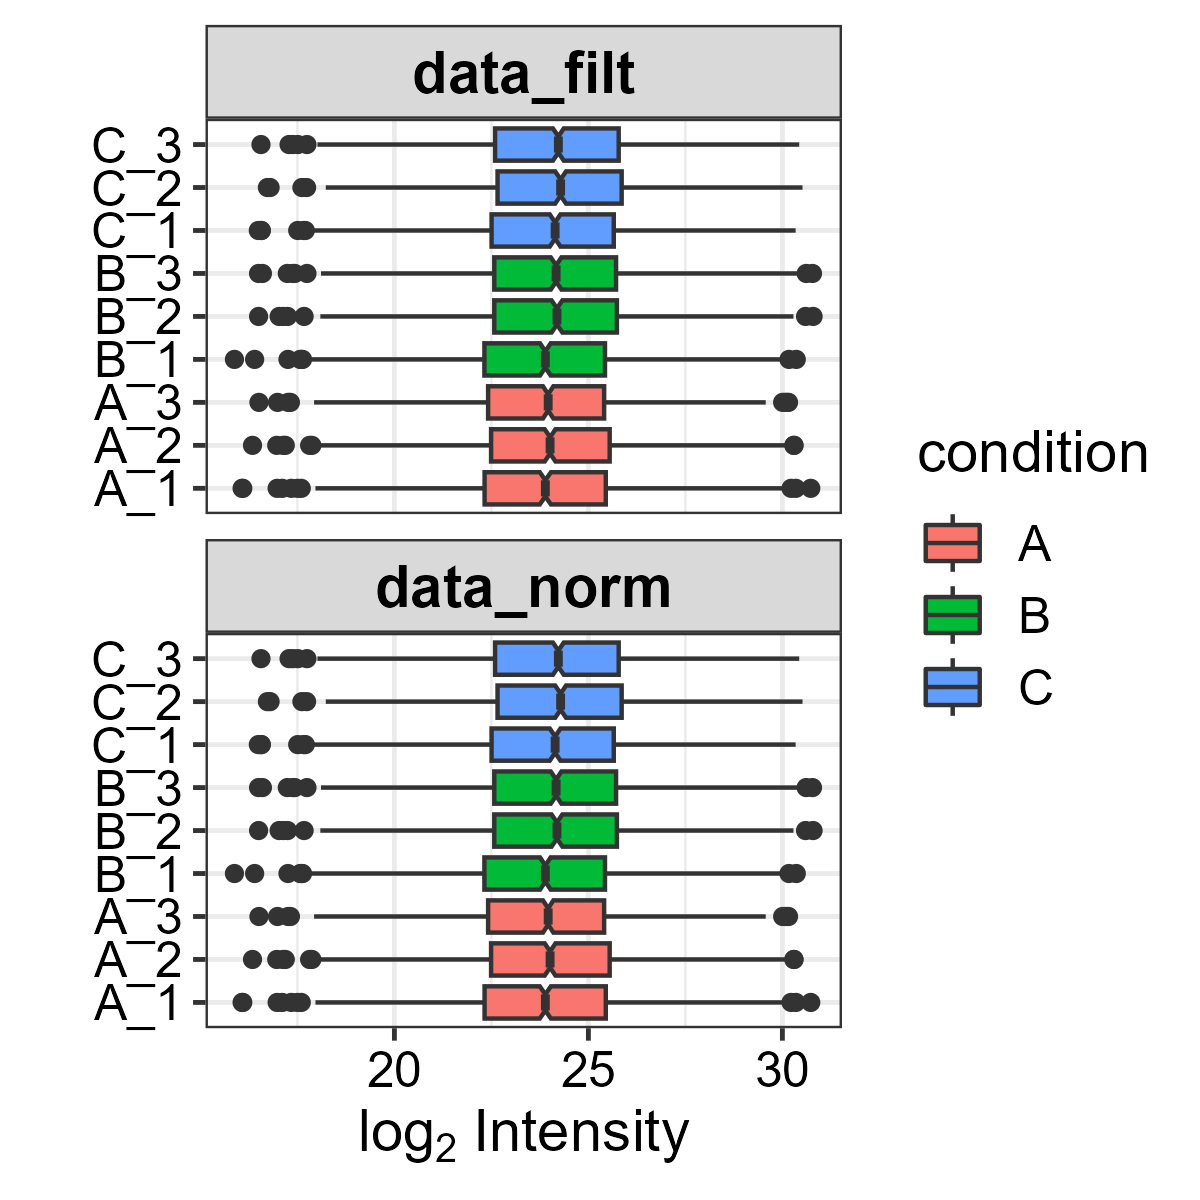 data_filt
C_3
C_2
C_1
B_3
B_2
B_1
A_3
A_2
A_1
data_norm
C_3
C_2
C_1
B_3
B_2
B_1
A_3
A_2
A_1
20 25 30
log₂ Intensity
condition
A
B
C